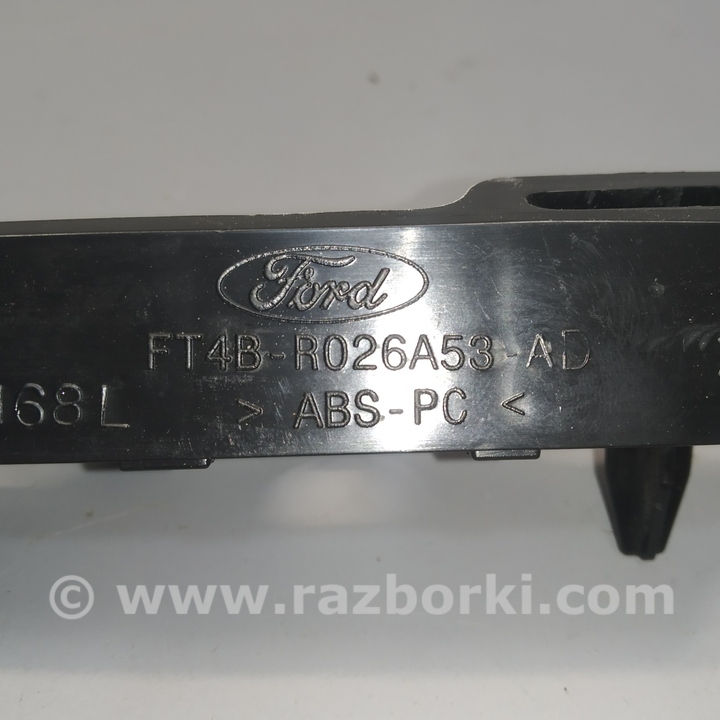 Ford
FT4B-R026A53-AD
168L > ABS-PC <
© www.razborki.com